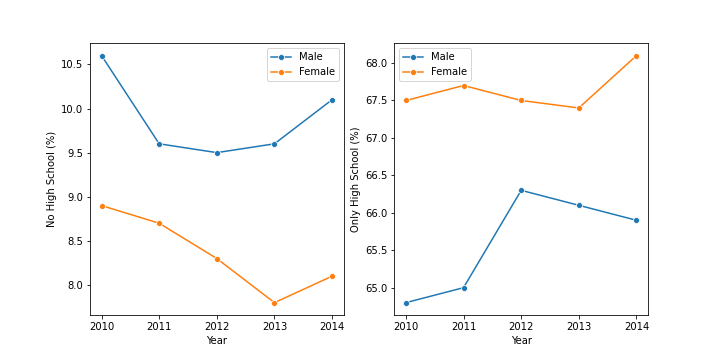 Male
Female
10.5
10.0
9.5
9.0
8.5
8.0
No High School (%)
2010 2011 2012 2013 2014
Year
Male
Female
68.0
67.5
67.0
66.5
66.0
65.5
65.0
Only High School (%)
2010 2011 2012 2013 2014
Year